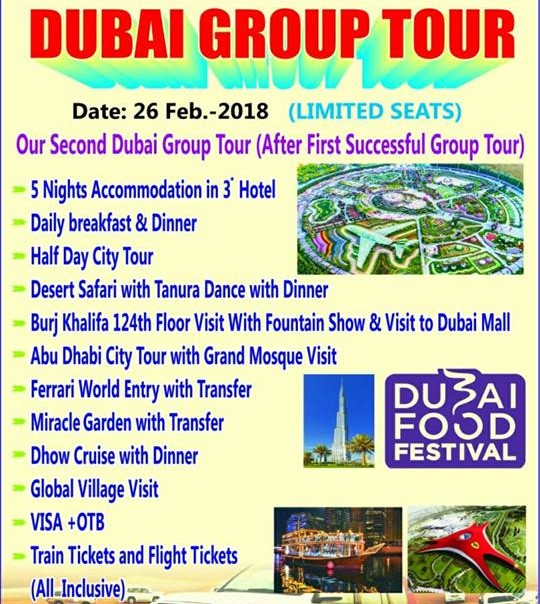 DUBAI GROUP TOUR
Date: 26 Feb.-2018 (LIMITED SEATS)
Our Second Dubai Group Tour (After First Successful Group Tour)
5 Nights Accommodation in 3* Hotel
Daily breakfast & Dinner
Half Day City Tour
Desert Safari with Tanura Dance with Dinner
Burj Khalifa 124th Floor Visit With Fountain Show & Visit to Dubai Mall
Abu Dhabi City Tour with Grand Mosque Visit
Ferrari World Entry with Transfer
Miracle Garden with Transfer
Dhow Cruise with Dinner
Global Village Visit
VISA +OTB
Train Tickets and Flight Tickets
(All Inclusive)
DUBAI
FOOD
FESTIVAL